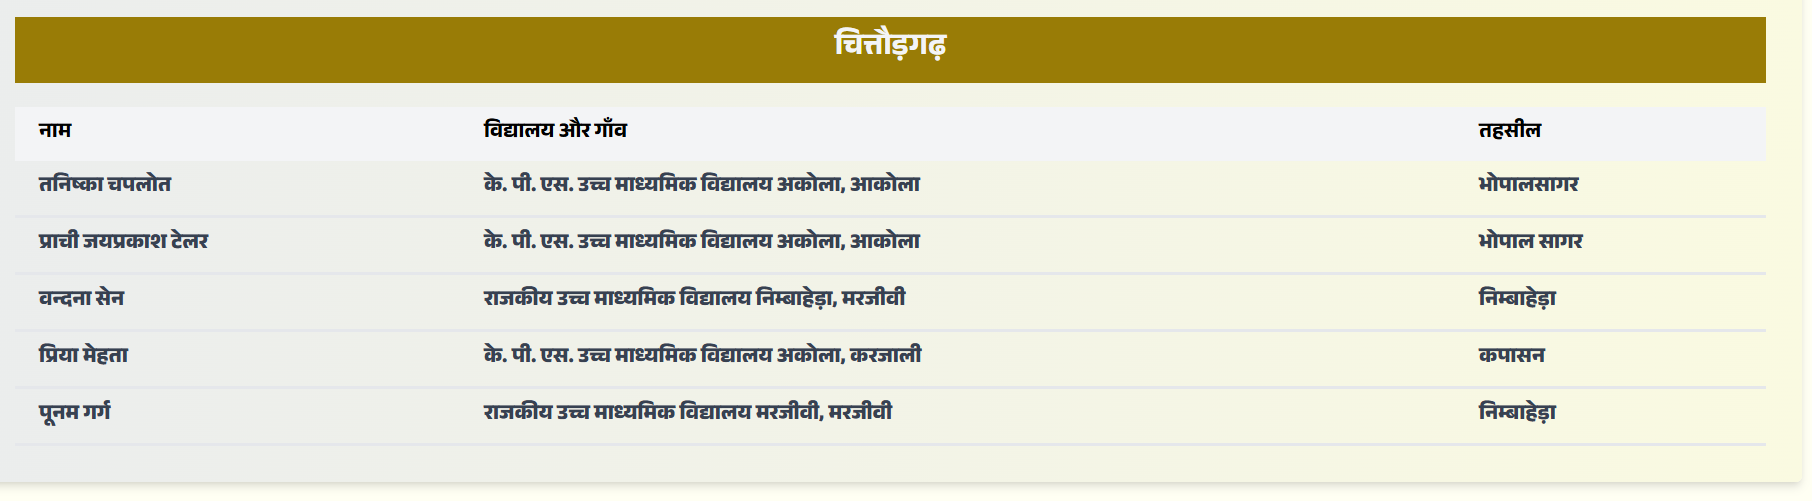 चित्तौड़गढ़
नाम विद्यालय और गाँव तहसील
तनिष्का चपलोत के. पी. एस. उच्च माध्यमिक विद्यालय अकोला, आकोला भोपालसागर
प्राची जयप्रकाश टेलर के. पी. एस. उच्च माध्यमिक विद्यालय अकोला, आकोला भोपाल सागर
वन्दना सेन राजकीय उच्च माध्यमिक विद्यालय निम्बाहेड़ा, मरजीवी निम्बाहेड़ा
प्रिया मेहता के. पी. एस. उच्च माध्यमिक विद्यालय अकोला, करजाली कपासन
पूनम गर्ग राजकीय उच्च माध्यमिक विद्यालय मरजीवी, मरजीवी निम्बाहेड़ा